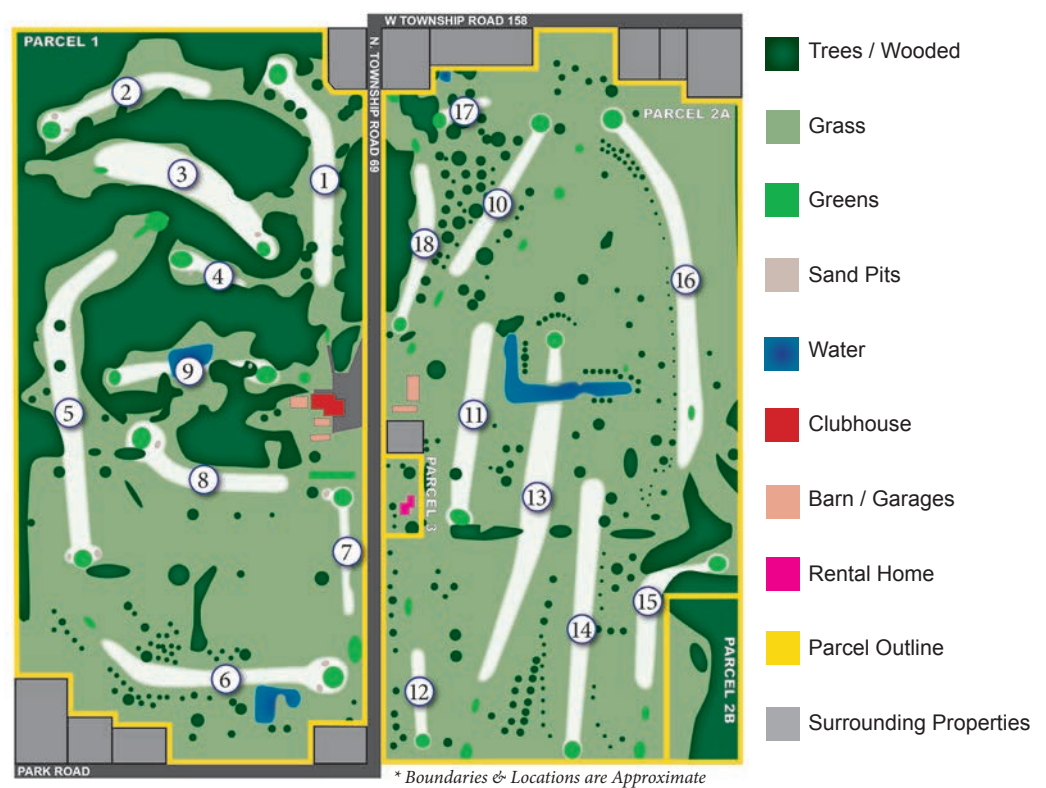 W TOWNSHIP ROAD 158
PARCEL 1
N. TOWNSHIP ROAD 69
PARCEL 2A
2
17
3
1
10
18
4
16
9
5
11
8
PARCEL 3
13
7
15
14
6
12
PARCEL 2B
PARK ROAD
* Boundaries & Locations are Approximate
Trees / Wooded
Grass
Greens
Sand Pits
Water
Clubhouse
Barn / Garages
Rental Home
Parcel Outline
Surrounding Properties